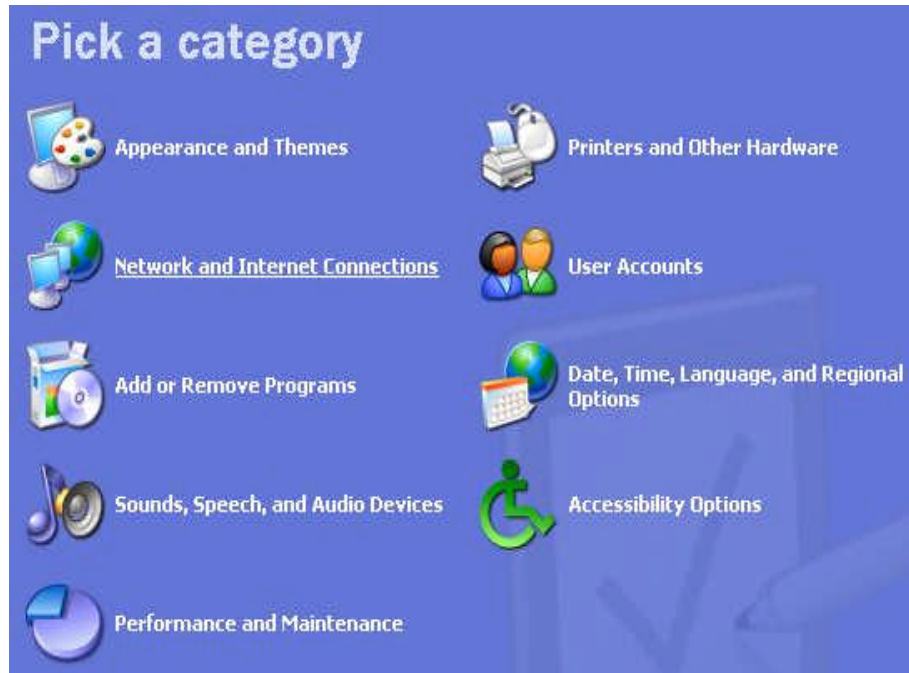 Pick a category
Appearance and Themes
Printers and Other Hardware
Network and Internet Connections
User Accounts
Add or Remove Programs
Date, Time, Language, and Regional
Options
Sounds, Speech, and Audio Devices
Accessibility Options
Performance and Maintenance